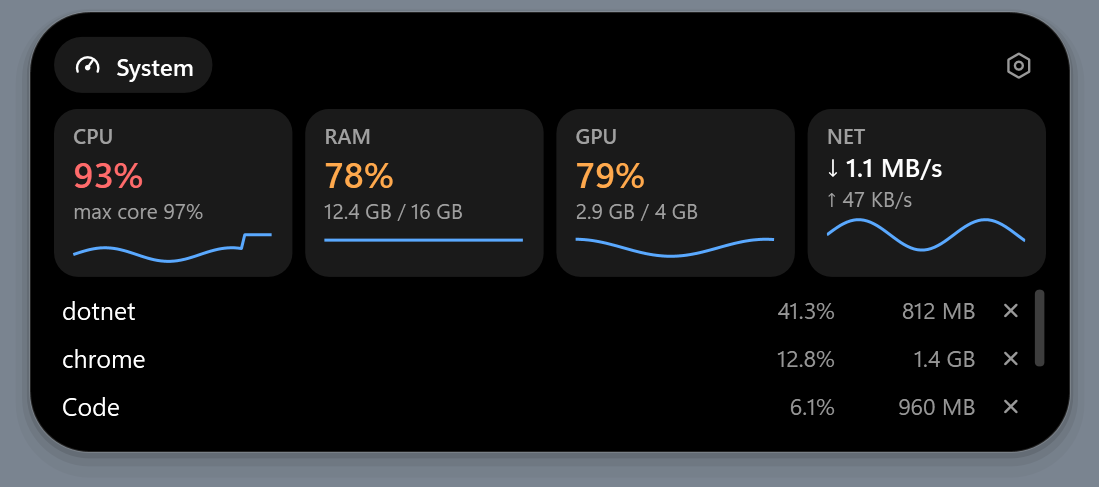 System
CPU
93%
max core 97%
RAM
78%
12.4 GB / 16 GB
GPU
79%
2.9 GB / 4 GB
NET
↓ 1.1 MB/s
↑ 47 KB/s
dotnet 41.3% 812 MB ✕
chrome 12.8% 1.4 GB ✕
Code 6.1% 960 MB ✕